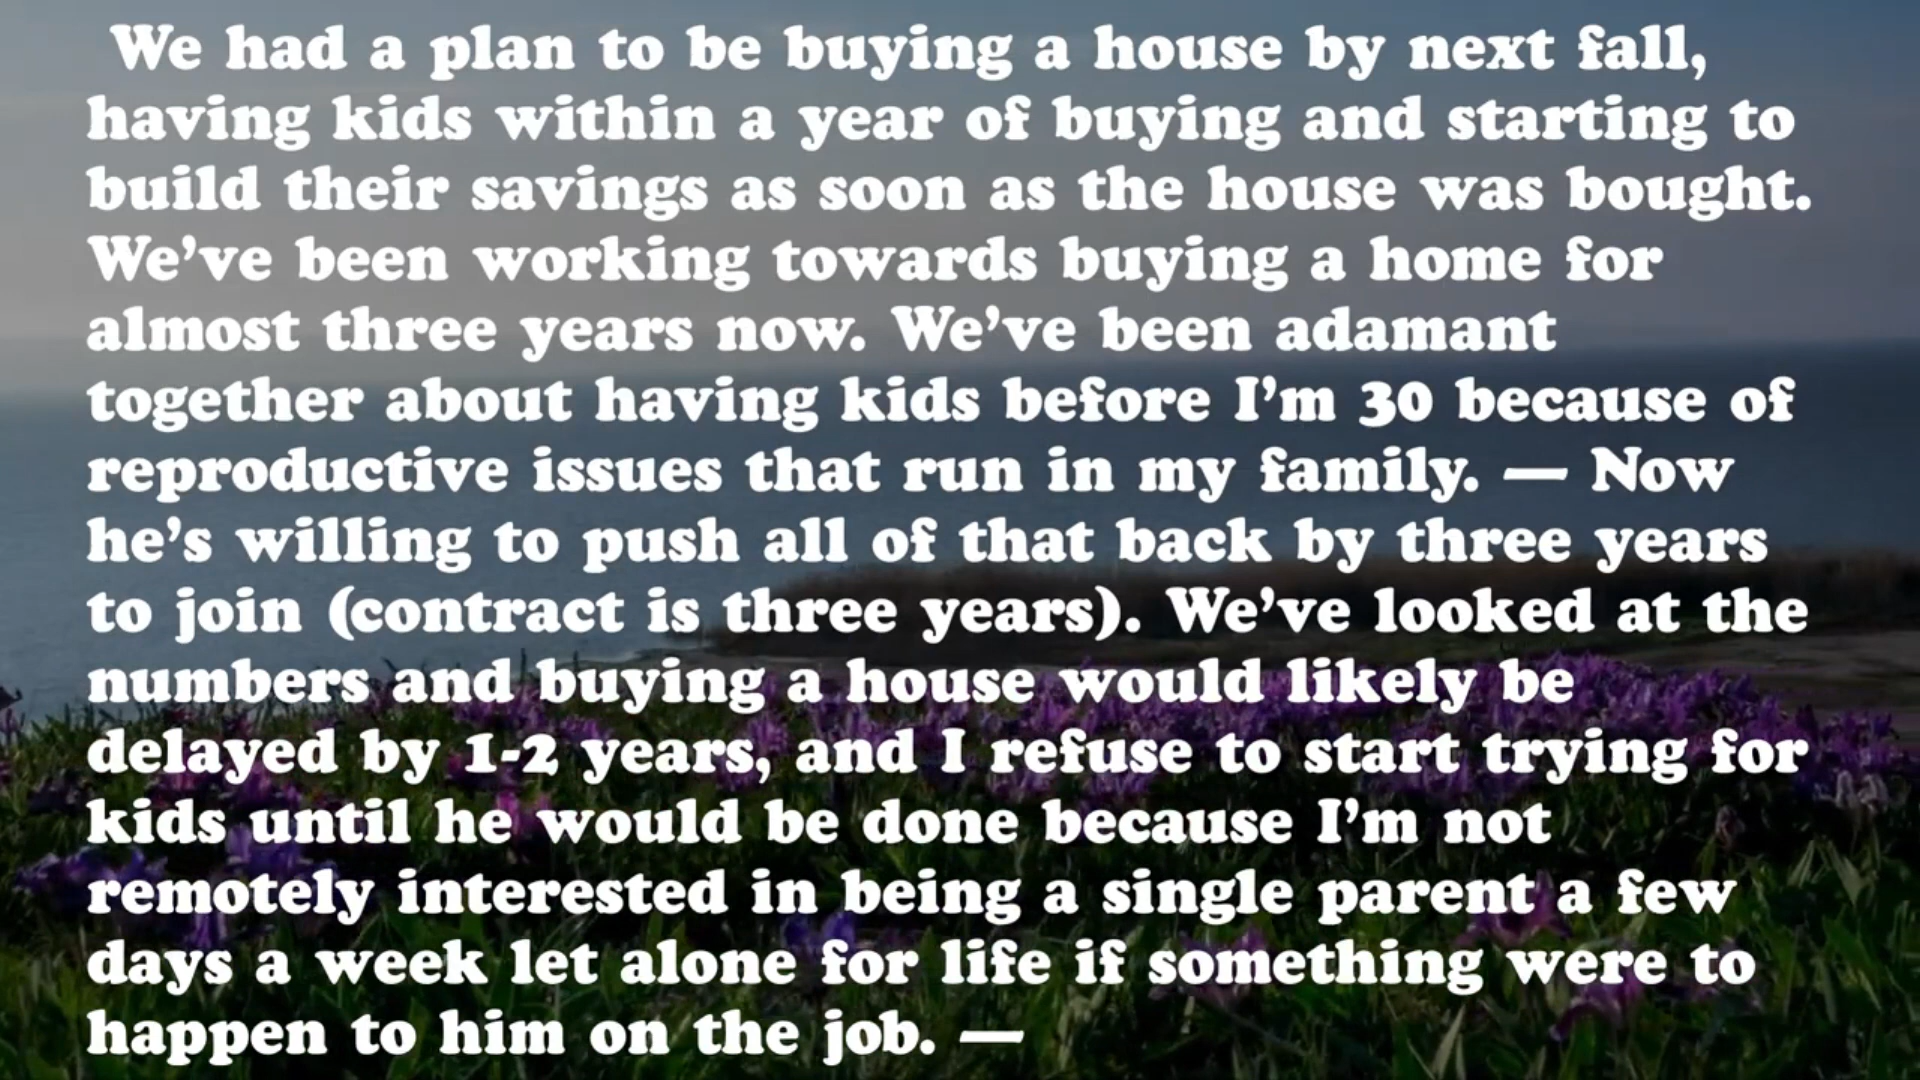 We had a plan to be buying a house by next fall,
having kids within a year of buying and starting to
build their savings as soon as the house was bought.
We’ve been working towards buying a home for
almost three years now. We’ve been adamant
together about having kids before I’m 30 because of
reproductive issues that run in my family. — Now
he’s willing to push all of that back by three years
to join (contract is three years). We’ve looked at the
numbers and buying a house would likely be
delayed by 1-2 years, and I refuse to start trying for
kids until he would be done because I’m not
remotely interested in being a single parent a few
days a week let alone for life if something were to
happen to him on the job. —